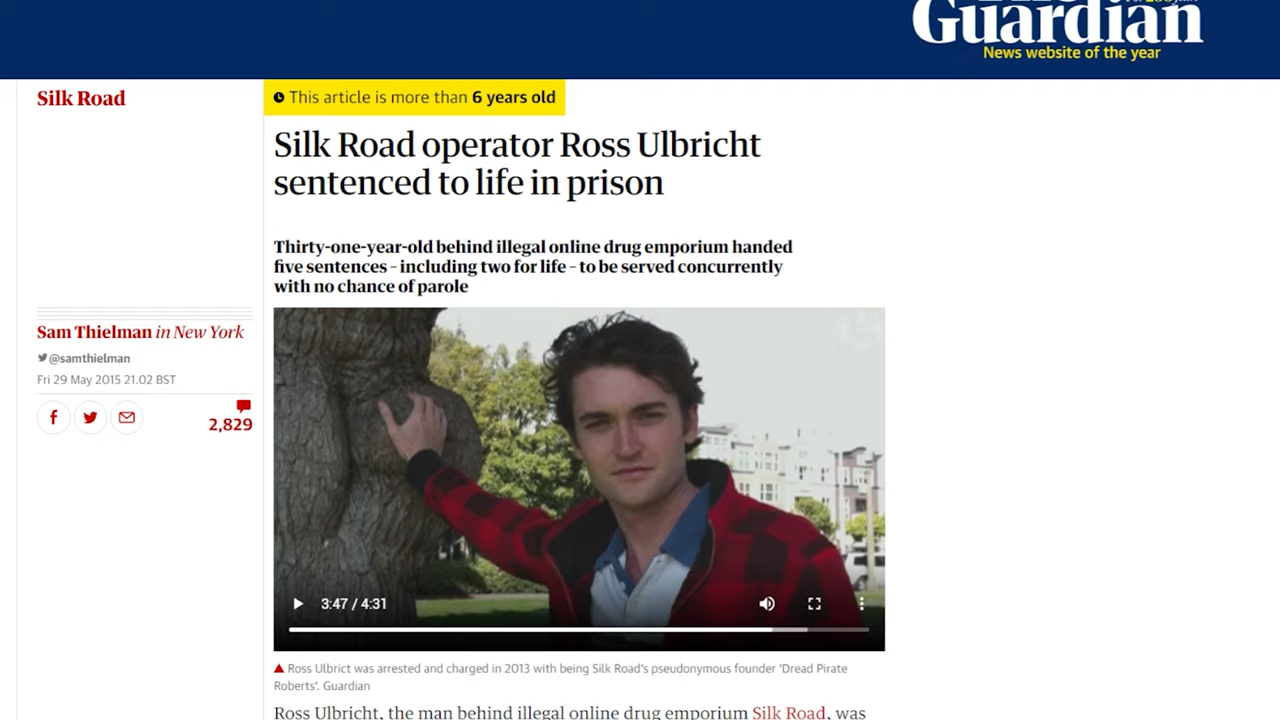 Guardian
News website of the year
Silk Road
This article is more than 6 years old
Silk Road operator Ross Ulbricht
sentenced to life in prison
Thirty-one-year-old behind illegal online drug emporium handed
five sentences – including two for life – to be served concurrently
with no chance of parole
Sam Thielman in New York
@samthielman
Fri 29 May 2015 21.02 BST
2,829
3:47 / 4:31
Ross Ulbrict was arrested and charged in 2013 with being Silk Road's pseudonymous founder 'Dread Pirate
Roberts'. Guardian
Ross Ulbricht, the man behind illegal online drug emporium Silk Road, was